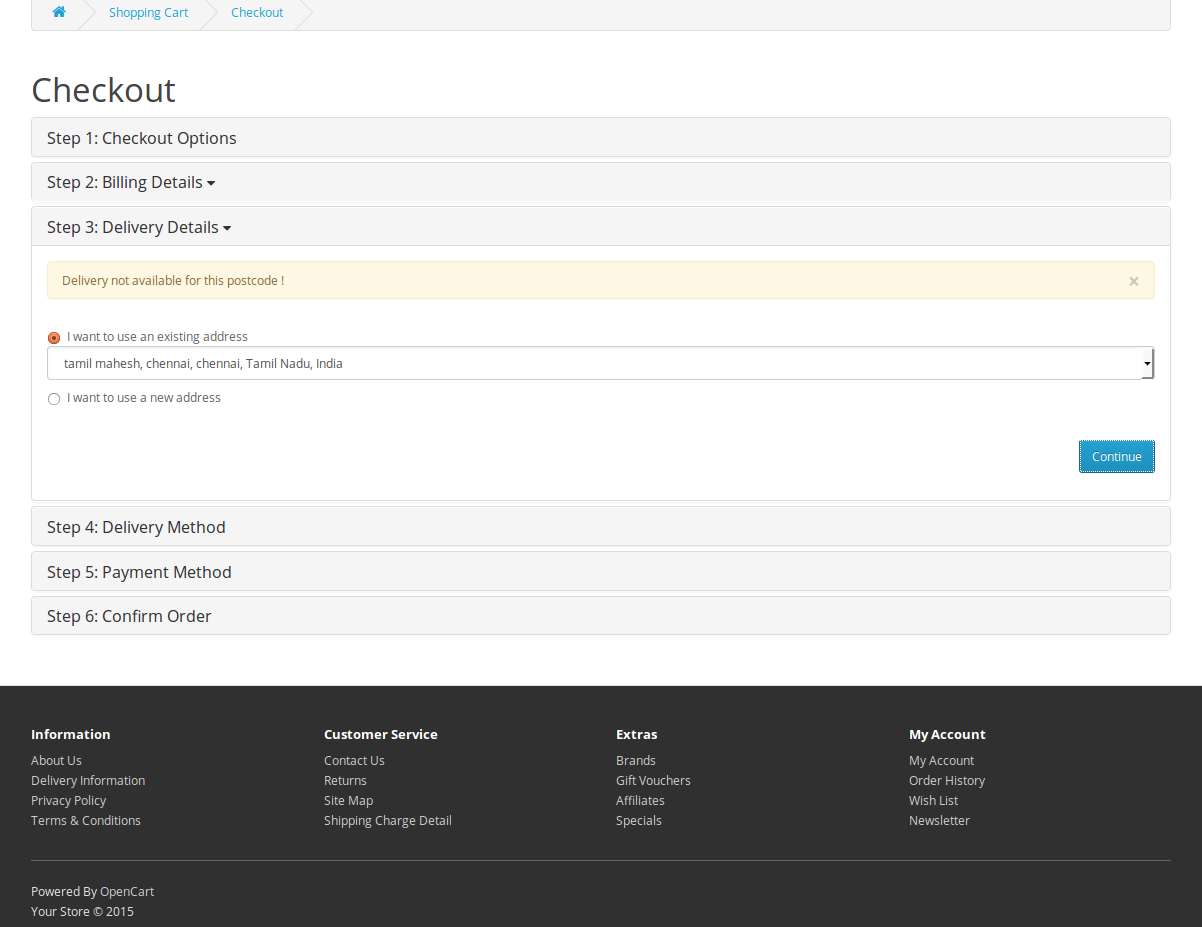 Shopping Cart Checkout
Checkout
Step 1: Checkout Options
Step 2: Billing Details
Step 3: Delivery Details
Delivery not available for this postcode !
×
I want to use an existing address
tamil mahesh, chennai, chennai, Tamil Nadu, India
I want to use a new address
Continue
Step 4: Delivery Method
Step 5: Payment Method
Step 6: Confirm Order
Information
About Us
Delivery Information
Privacy Policy
Terms & Conditions
Customer Service
Contact Us
Returns
Site Map
Shipping Charge Detail
Extras
Brands
Gift Vouchers
Affiliates
Specials
My Account
My Account
Order History
Wish List
Newsletter
Powered By OpenCart
Your Store © 2015